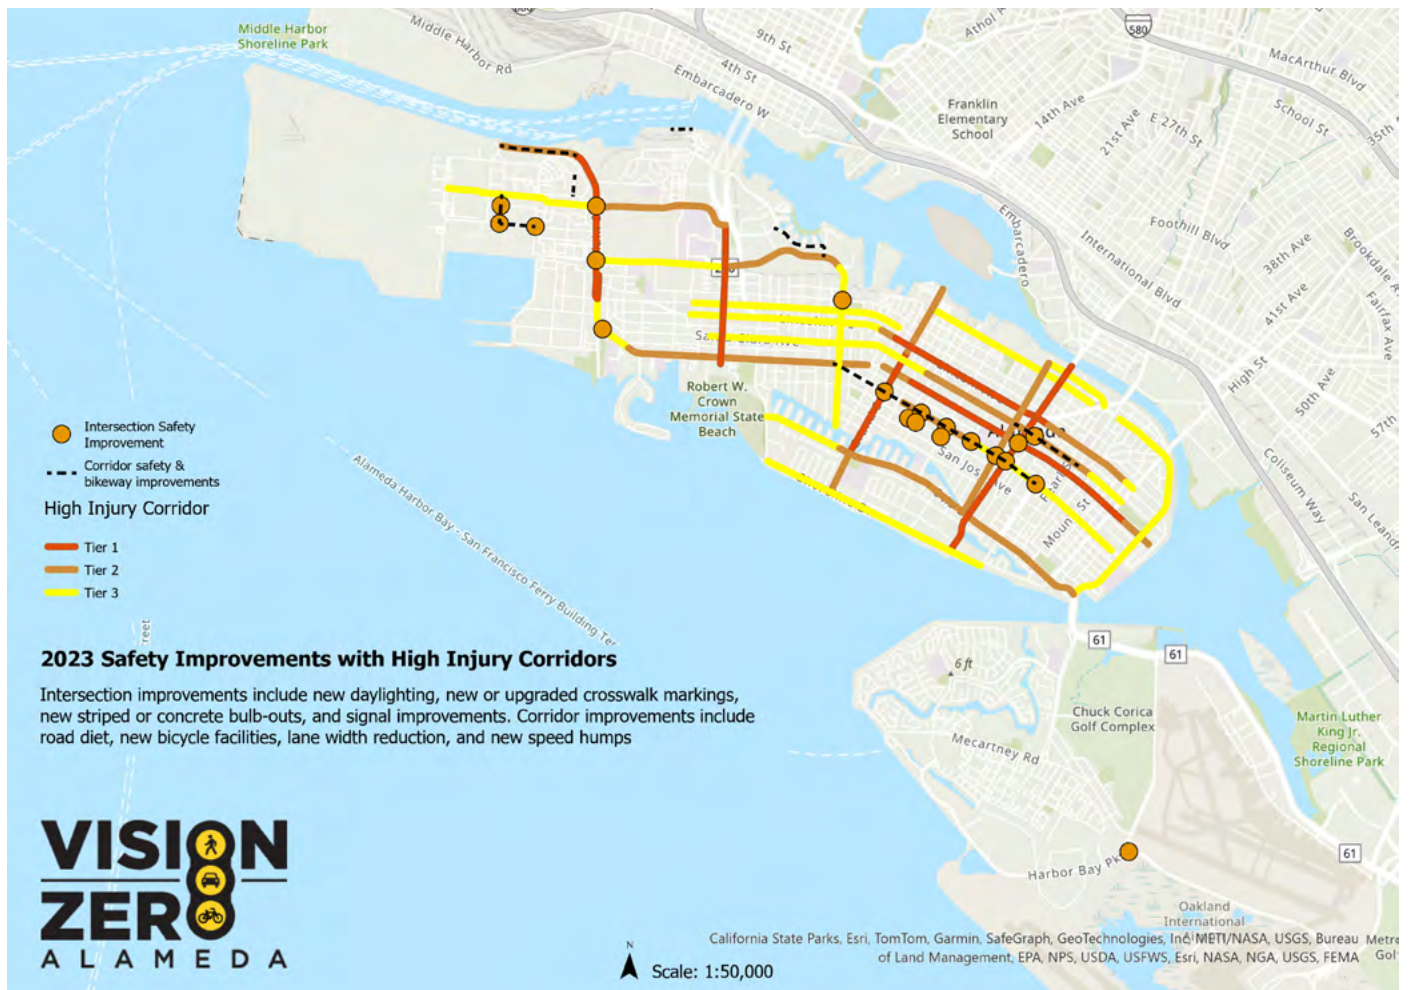 Middle Harbor
Shoreline Park
Middle Harbor Rd
9th St
4th St
Embarcadero W
580
MacArthur Blvd
School St
35th
Franklin
Elementary
School
14th Ave
21st Ave
E 27th St
Foothill Blvd
International Blvd
Embarcadero
38th Ave
41st Ave
Brookdale A
Fairfax Ave
High St
50th Ave
57th
Coliseum Way
San Leandr
Robert W.
Crown
Memorial State
Beach
San Jos Ave
Moun St
Intersection Safety
Improvement
Corridor safety &
bikeway improvements
High Injury Corridor
Tier 1
Tier 2
Tier 3
Alameda Harbor Bay - San Francisco Ferry Building Ter
reet
2023 Safety Improvements with High Injury Corridors
Intersection improvements include new daylighting, new or upgraded crosswalk markings,
new striped or concrete bulb-outs, and signal improvements. Corridor improvements include
road diet, new bicycle facilities, lane width reduction, and new speed humps
61
61
6 ft
Chuck Corica
Golf Complex
Mecartney Rd
Martin Luther
King Jr.
Regional
Shoreline Park
61
Harbor Bay Pk
Oakland
International
VISION
ZERO
ALAMEDA
N
Scale: 1:50,000
California State Parks, Esri, TomTom, Garmin, SafeGraph, GeoTechnologies, Inc, METI/NASA, USGS, Bureau
of Land Management, EPA, NPS, USDA, USFWS, Esri, NASA, NGA, USGS, FEMA
Metro
Gol